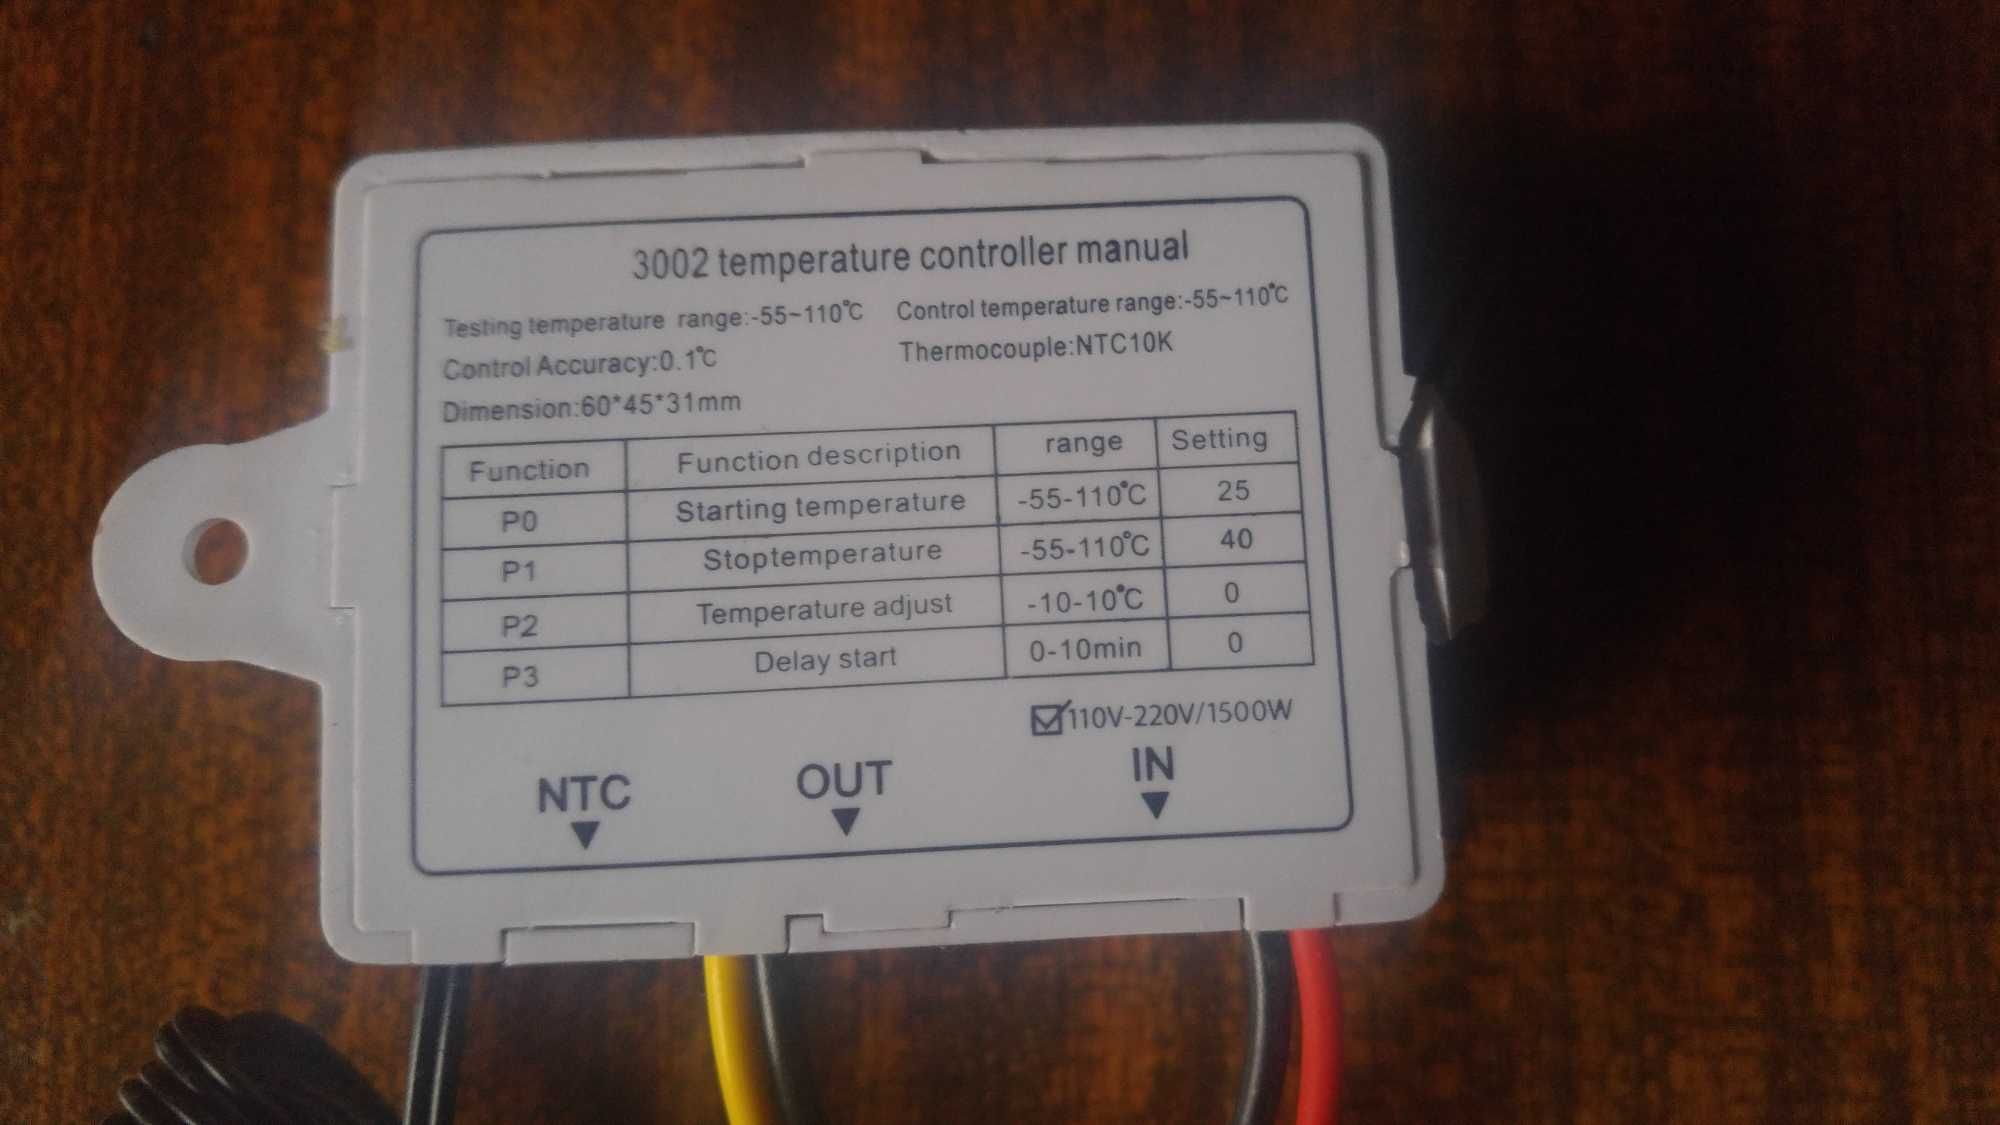 3002 temperature controller manual
Testing temperature range:-55~110℃ Control temperature range:-55~110℃
Control Accuracy:0.1℃ Thermocouple:NTC10K
Dimension:60*45*31mm
Function Function description range Setting
P0 Starting temperature -55-110℃ 25
P1 Stoptemperature -55-110℃ 40
P2 Temperature adjust -10-10℃ 0
P3 Delay start 0-10min 0
☑110V-220V/1500W
NTC OUT IN
▼ ▼ ▼